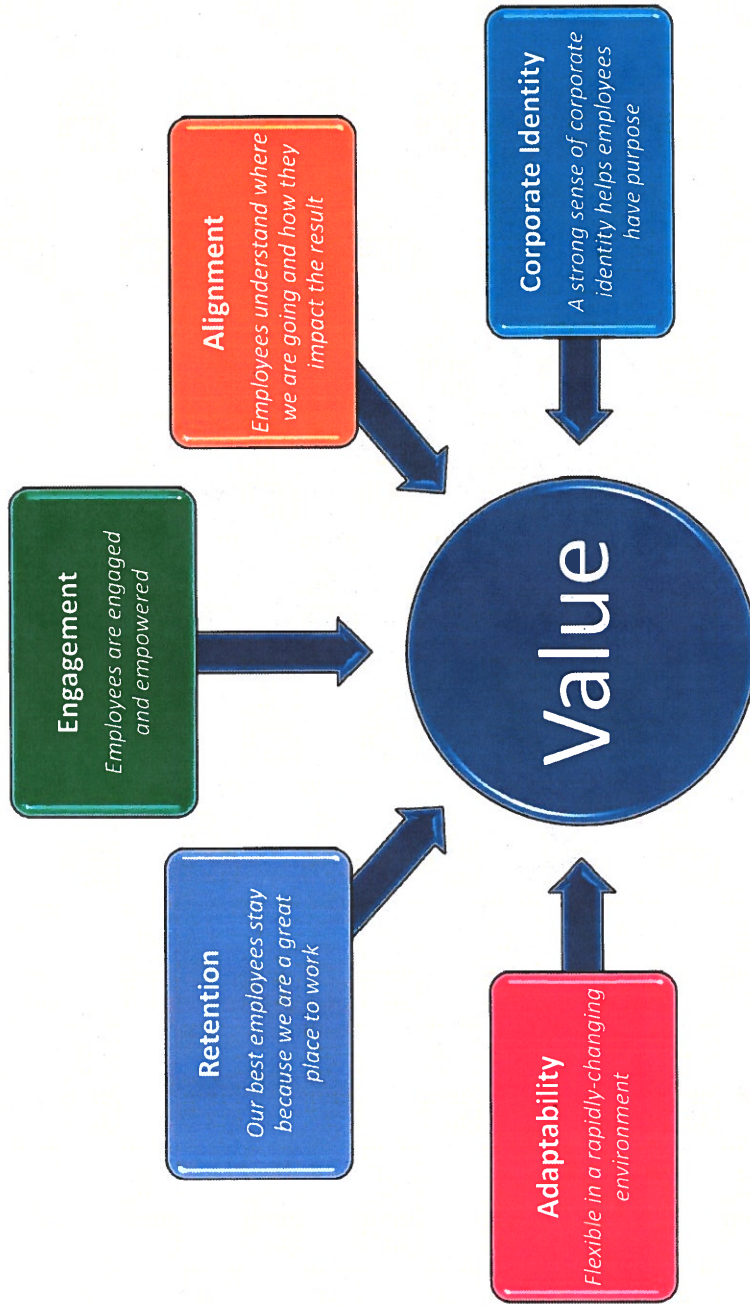 Engagement
Employees are engaged
and empowered
Retention
Our best employees stay
because we are a great
place to work
Alignment
Employees understand where
we are going and how they
impact the result
Adaptability
Flexible in a rapidly-changing
environment
Value
Corporate Identity
A strong sense of corporate
identity helps employees
have purpose